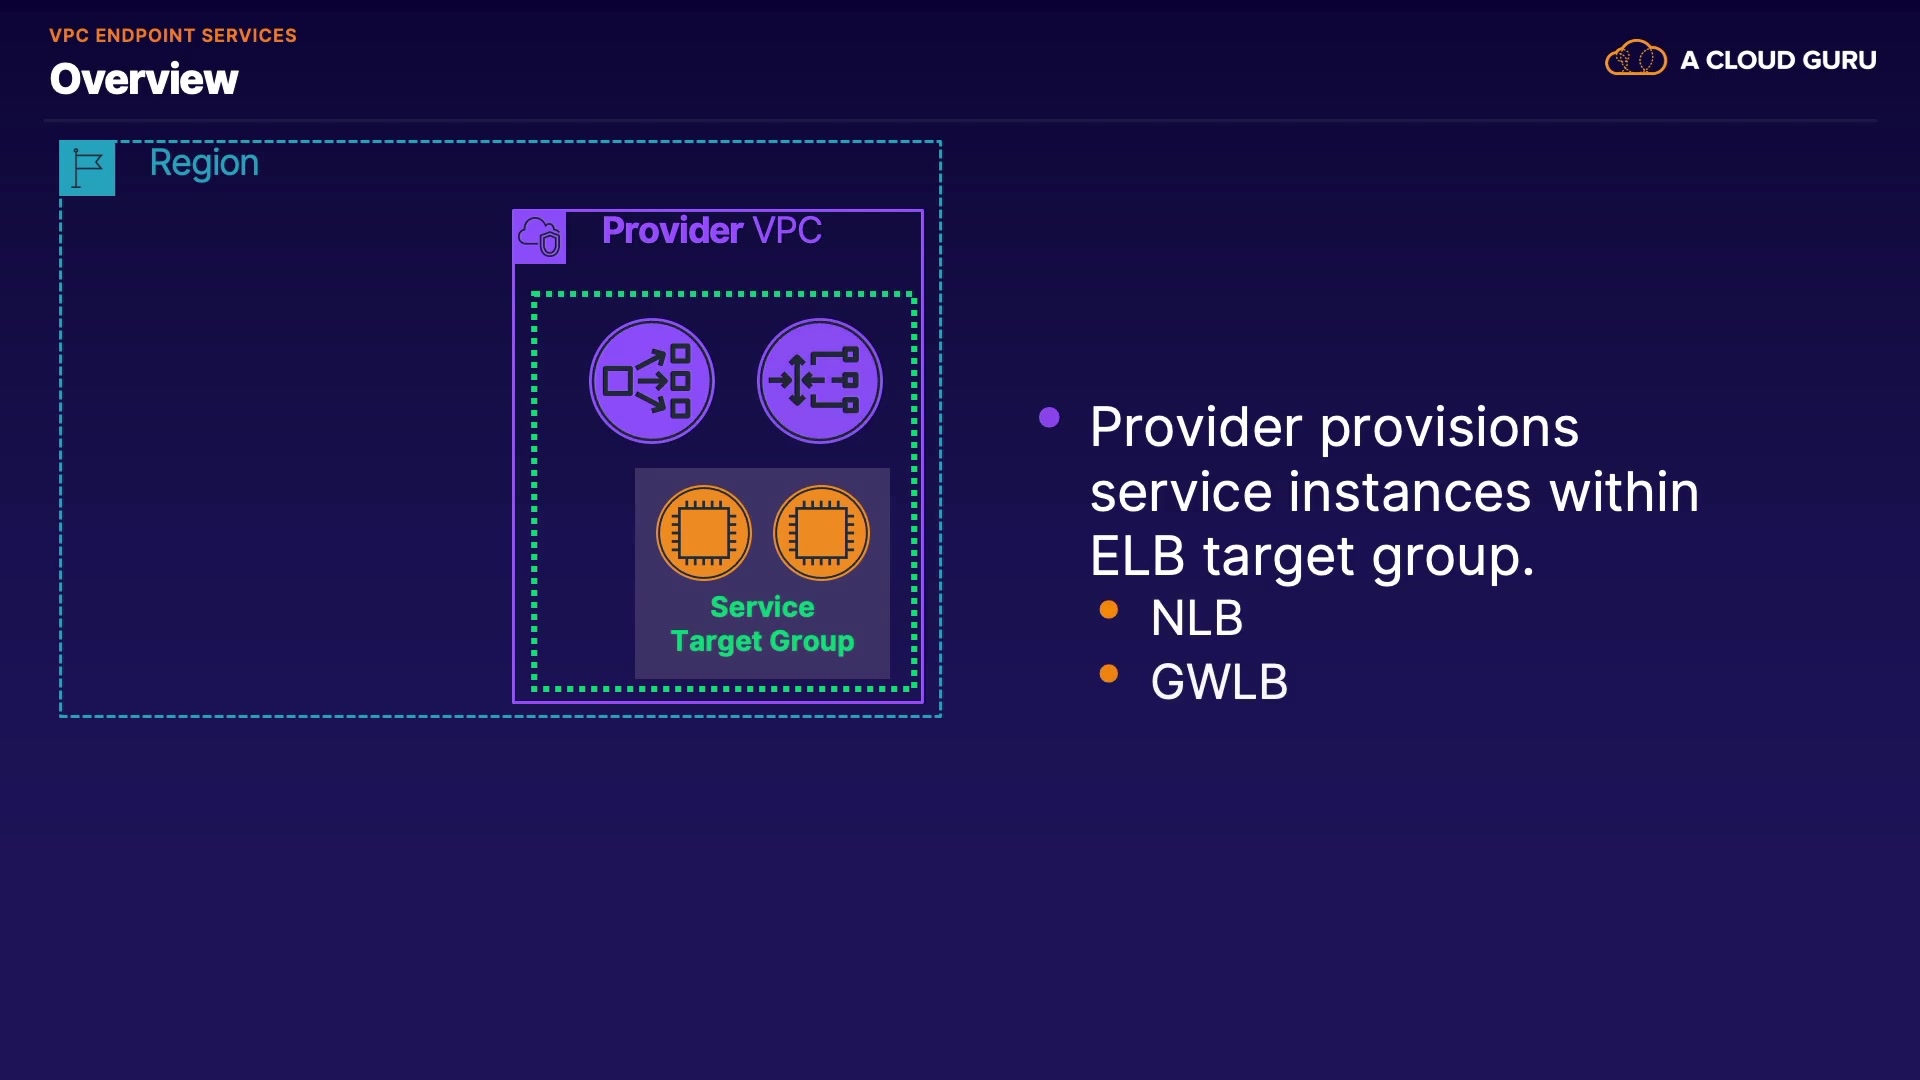 VPC ENDPOINT SERVICES
Overview
A CLOUD GURU
Region
Provider VPC
Service
Target Group
Provider provisions
service instances within
ELB target group.
NLB
GWLB